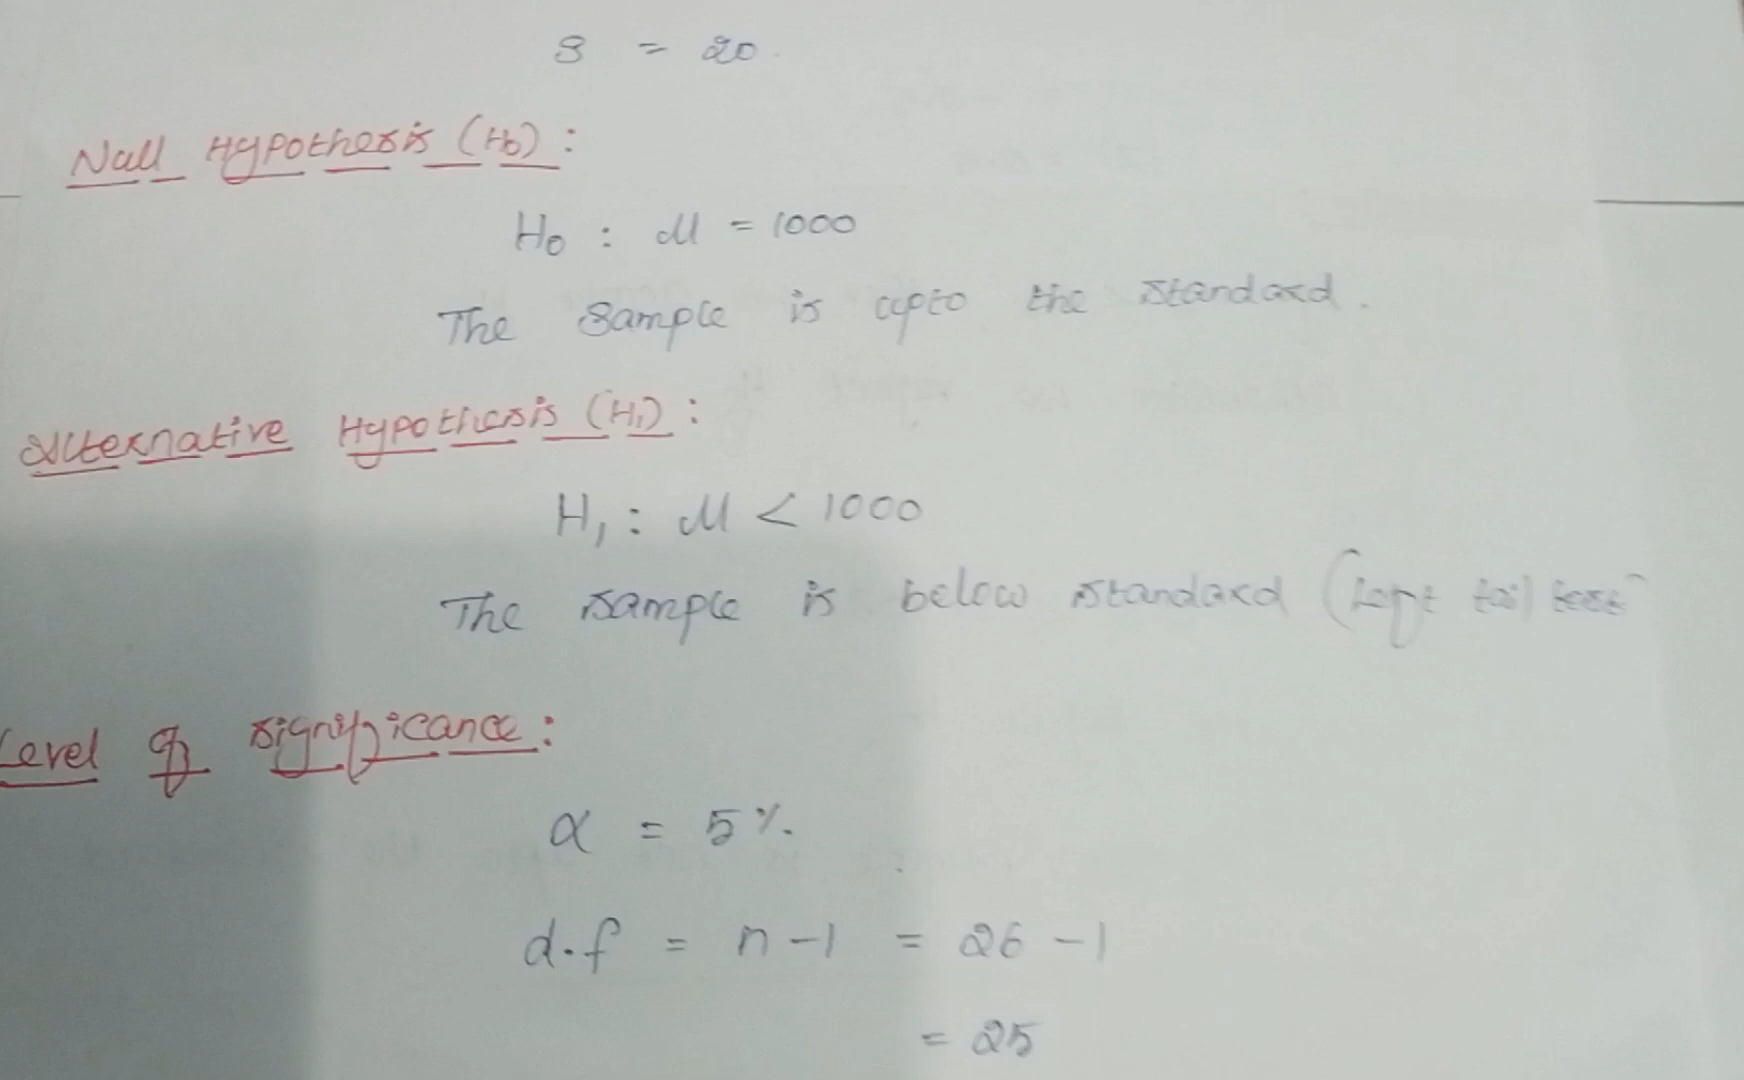 S = 20.
Null Hypothesis (H₀) :
H₀ : μ = 1000
The Sample is upto the standard.
Alternative Hypothesis (H₁) :
H₁ : μ < 1000
The sample is below standard (Left tail test
Level of significance :
α = 5 %.
d.f = n - 1 = 26 - 1
= 25